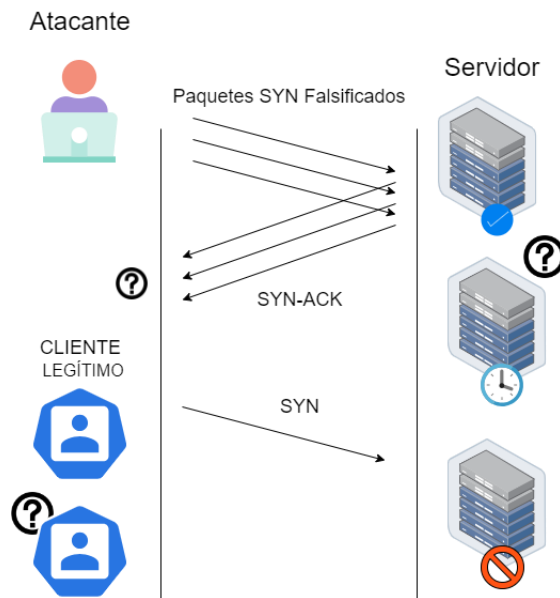 Atacante
Servidor
Paquetes SYN Falsificados
?
?
SYN-ACK
CLIENTE
LEGÍTIMO
SYN
?